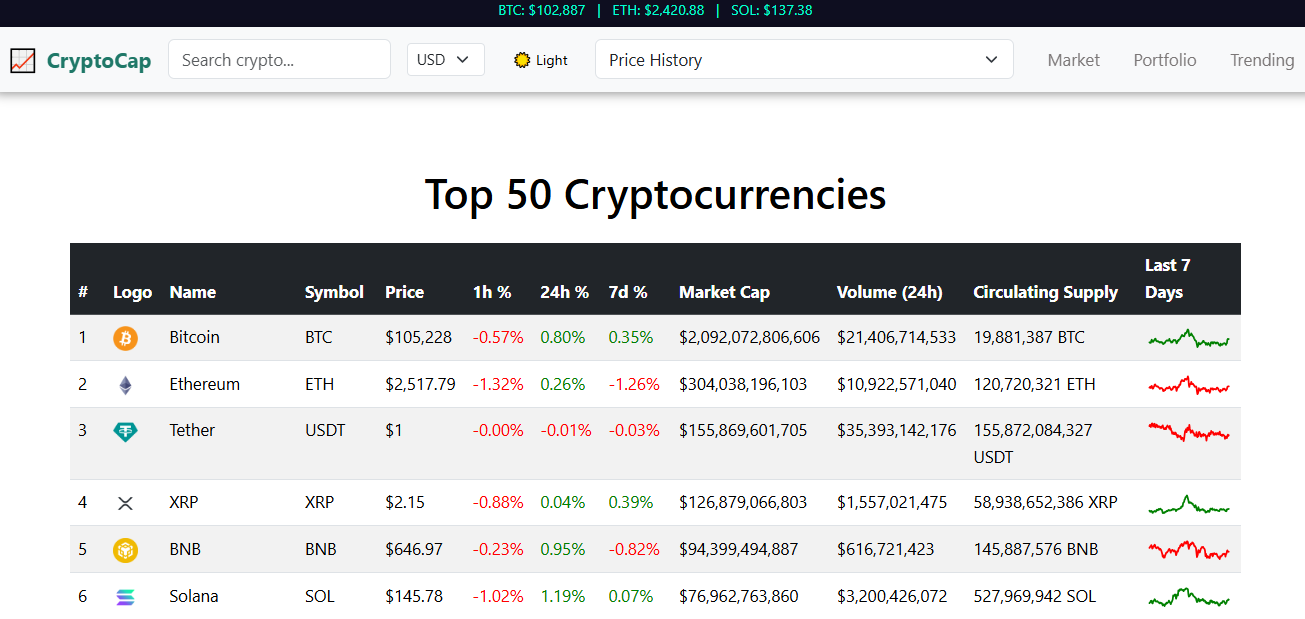 BTC: $102,887 | ETH: $2,420.88 | SOL: $137.38
CryptoCap Search crypto... USD Light Price History Market Portfolio Trending
Top 50 Cryptocurrencies
# Logo Name Symbol Price 1h % 24h % 7d % Market Cap Volume (24h) Circulating Supply Last 7 Days
1 Bitcoin BTC $105,228 -0.57% 0.80% 0.35% $2,092,072,806,606 $21,406,714,533 19,881,387 BTC
2 Ethereum ETH $2,517.79 -1.32% 0.26% -1.26% $304,038,196,103 $10,922,571,040 120,720,321 ETH
3 Tether USDT $1 -0.00% -0.01% -0.03% $155,869,601,705 $35,393,142,176 155,872,084,327 USDT
4 XRP XRP $2.15 -0.88% 0.04% 0.39% $126,879,066,803 $1,557,021,475 58,938,652,386 XRP
5 BNB BNB $646.97 -0.23% 0.95% -0.82% $94,399,494,887 $616,721,423 145,887,576 BNB
6 Solana SOL $145.78 -1.02% 1.19% 0.07% $76,962,763,860 $3,200,426,072 527,969,942 SOL